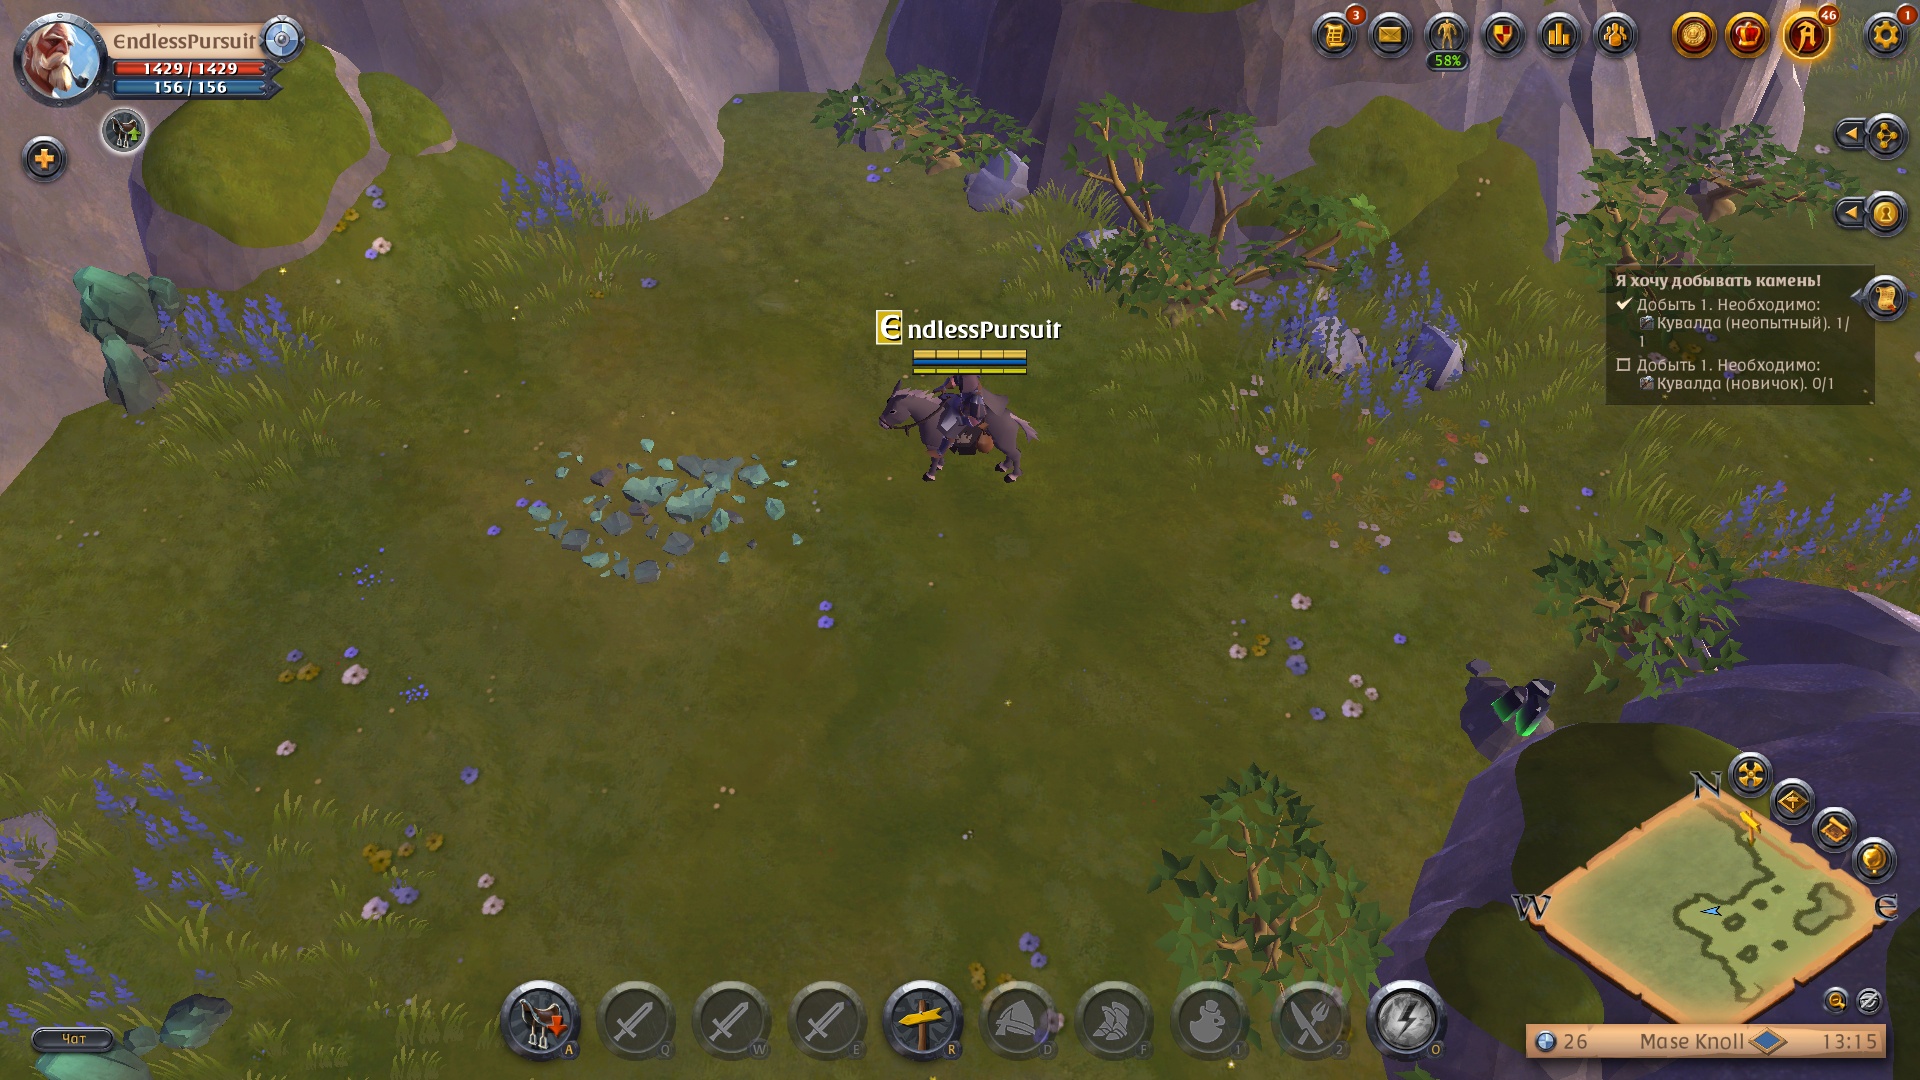 EndlessPursuit
1429 / 1429
156 / 156
3
58%
46
1
Я хочу добывать камень!
Добыть 1. Необходимо:
Кувалда (неопытный). 1/
1
Добыть 1. Необходимо:
Кувалда (новичок). 0/1
EndlessPursuit
N
W
E
Чат
A
Q
W
E
R
D
F
1
2
O
26
Mase Knoll
13:15